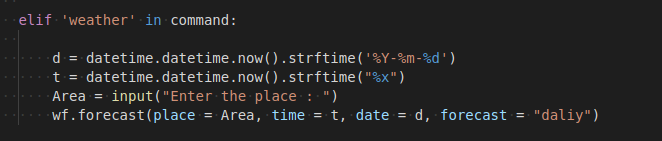 elif 'weather' in command:
d = datetime.datetime.now().strftime('%Y-%m-%d')
t = datetime.datetime.now().strftime("%x")
Area = input("Enter the place : ")
wf.forecast(place = Area, time = t, date = d, forecast = "daliy")